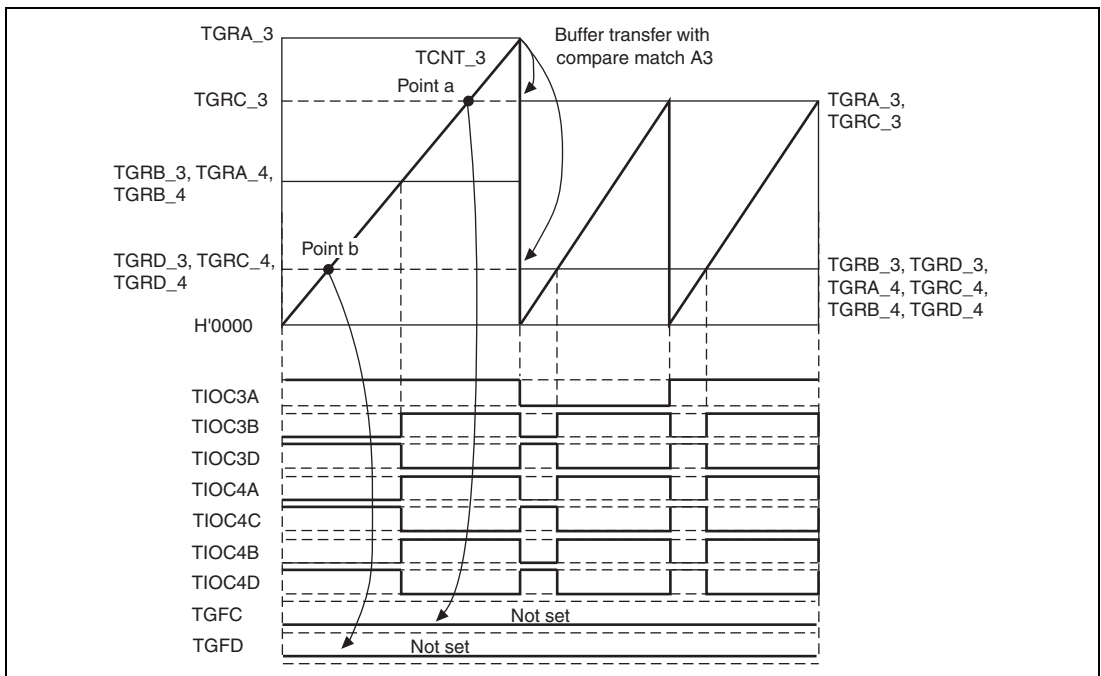 TGRA_3
TCNT_3
Buffer transfer with
compare match A3
Point a
TGRC_3
TGRA_3,
TGRC_3
TGRB_3, TGRA_4,
TGRB_4
Point b
TGRD_3, TGRC_4,
TGRD_4
TGRB_3, TGRD_3,
TGRA_4, TGRC_4,
TGRB_4, TGRD_4
H'0000
TIOC3A
TIOC3B
TIOC3D
TIOC4A
TIOC4C
TIOC4B
TIOC4D
TGFC
Not set
TGFD
Not set